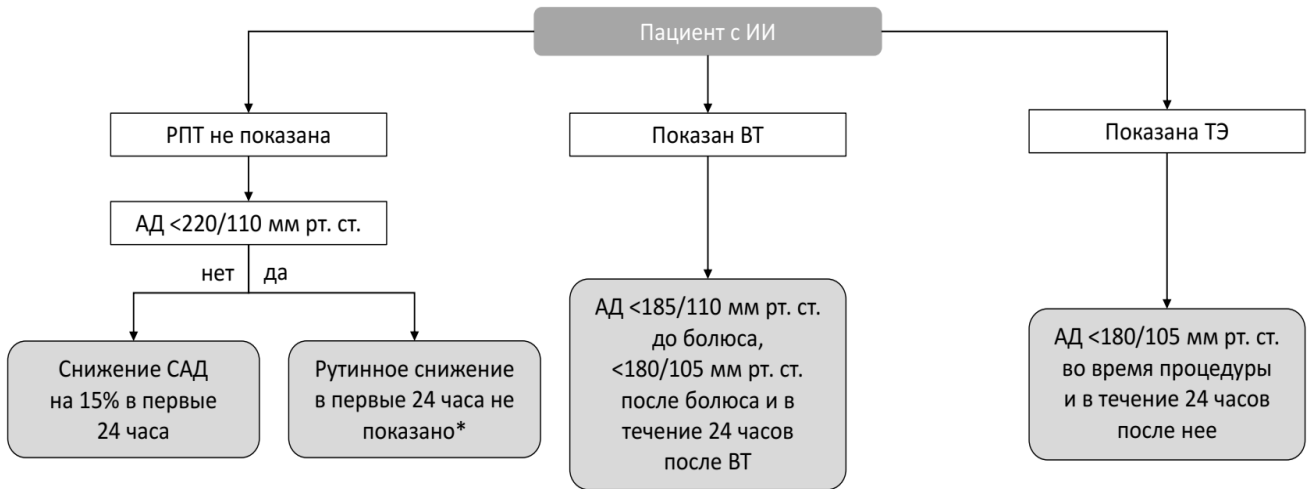 Пациент с ИИ
РПТ не показана
Показан ВТ
Показана ТЭ
АД <220/110 мм рт. ст.
нет
да
Снижение САД
на 15% в первые
24 часа
Рутинное снижение
в первые 24 часа не
показано*
АД <185/110 мм рт. ст.
до болюса,
<180/105 мм рт. ст.
после болюса и в
течение 24 часов
после ВТ
АД <180/105 мм рт. ст.
во время процедуры
и в течение 24 часов
после нее